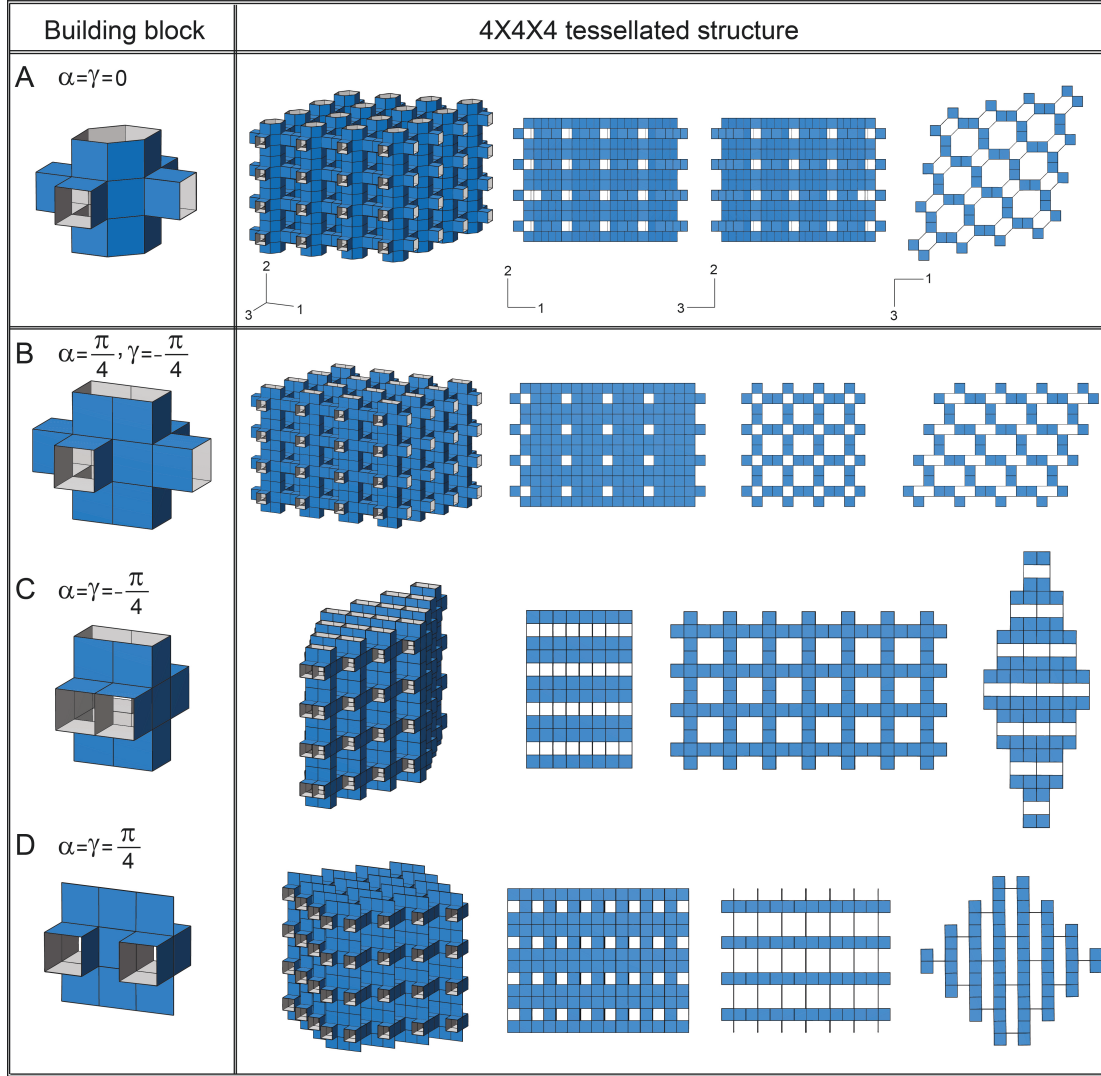 Building block
4X4X4 tessellated structure
A α=γ=0
2
3 1
2
1
2
3
1
3
B α=π/4, γ=-π/4
C α=γ=-π/4
D α=γ=π/4